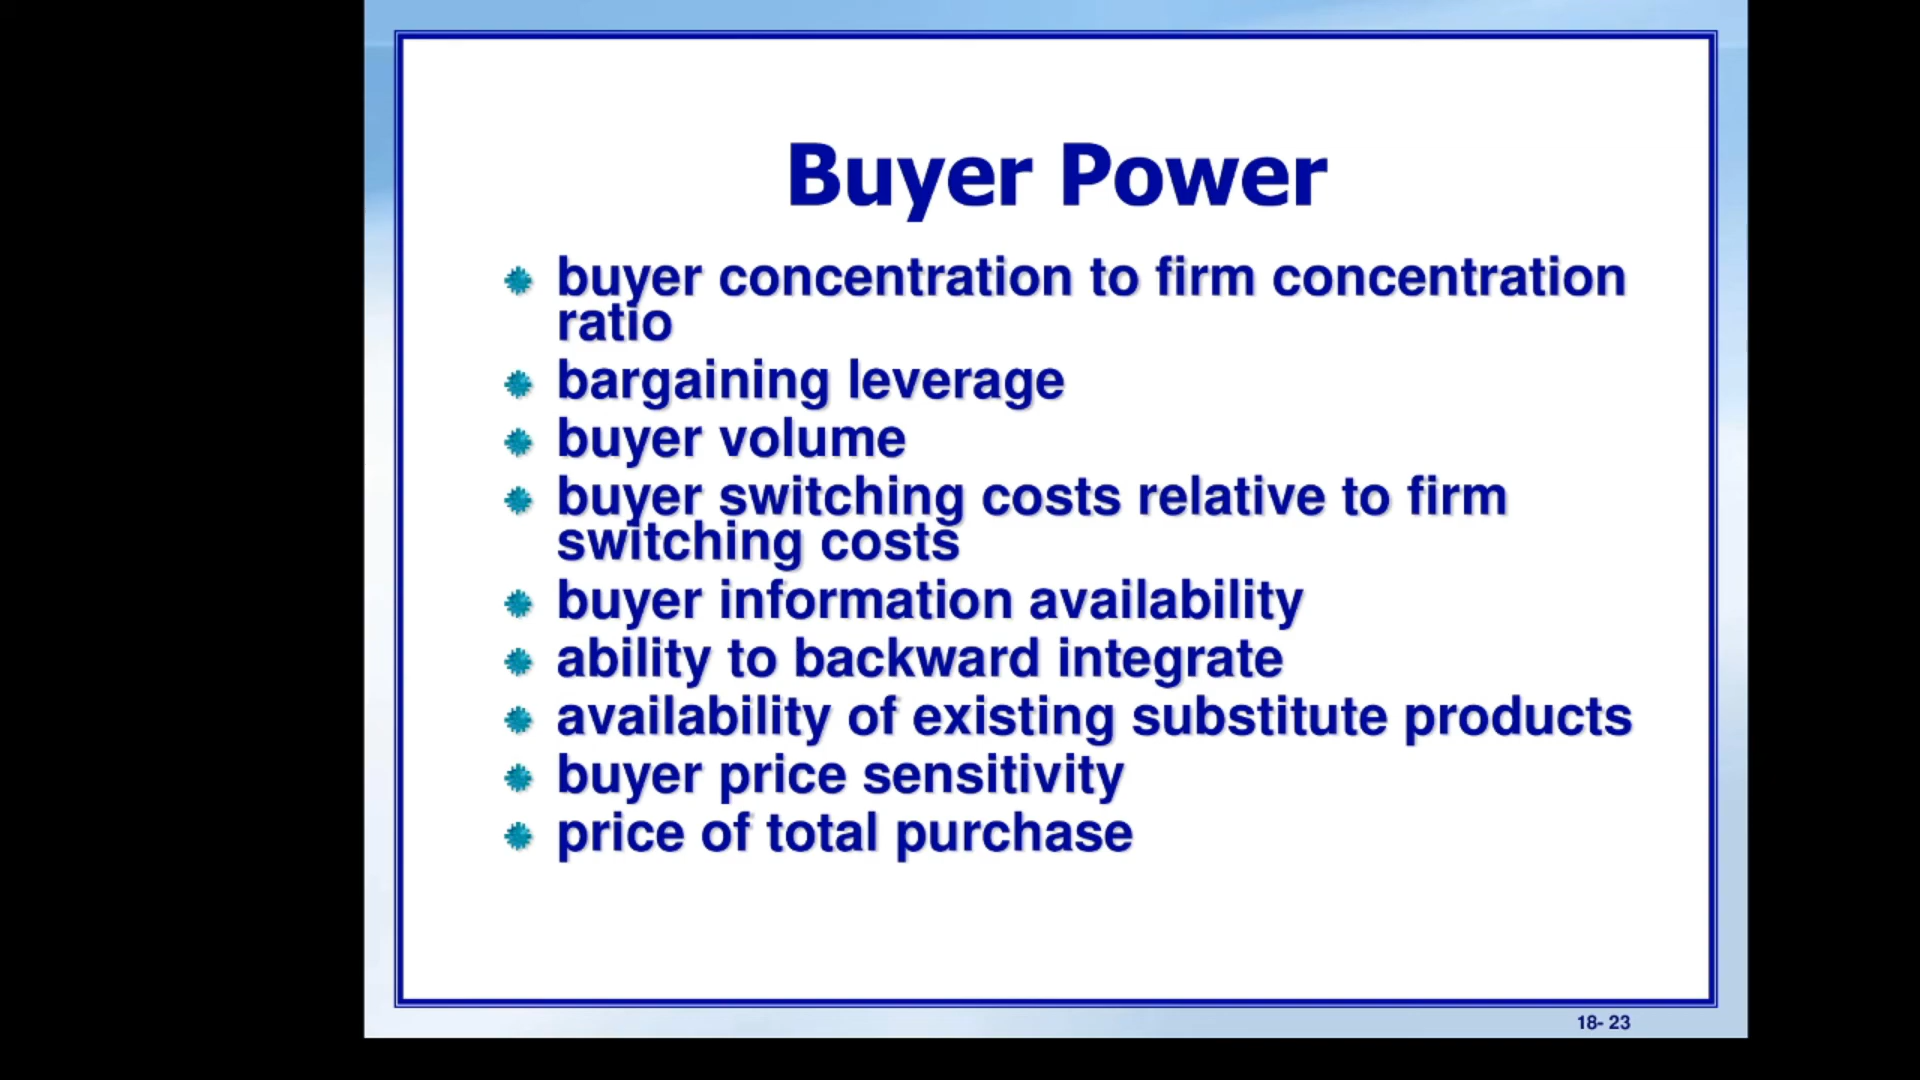 Buyer Power
buyer concentration to firm concentration
ratio
bargaining leverage
buyer volume
buyer switching costs relative to firm
switching costs
buyer information availability
ability to backward integrate
availability of existing substitute products
buyer price sensitivity
price of total purchase
18- 23